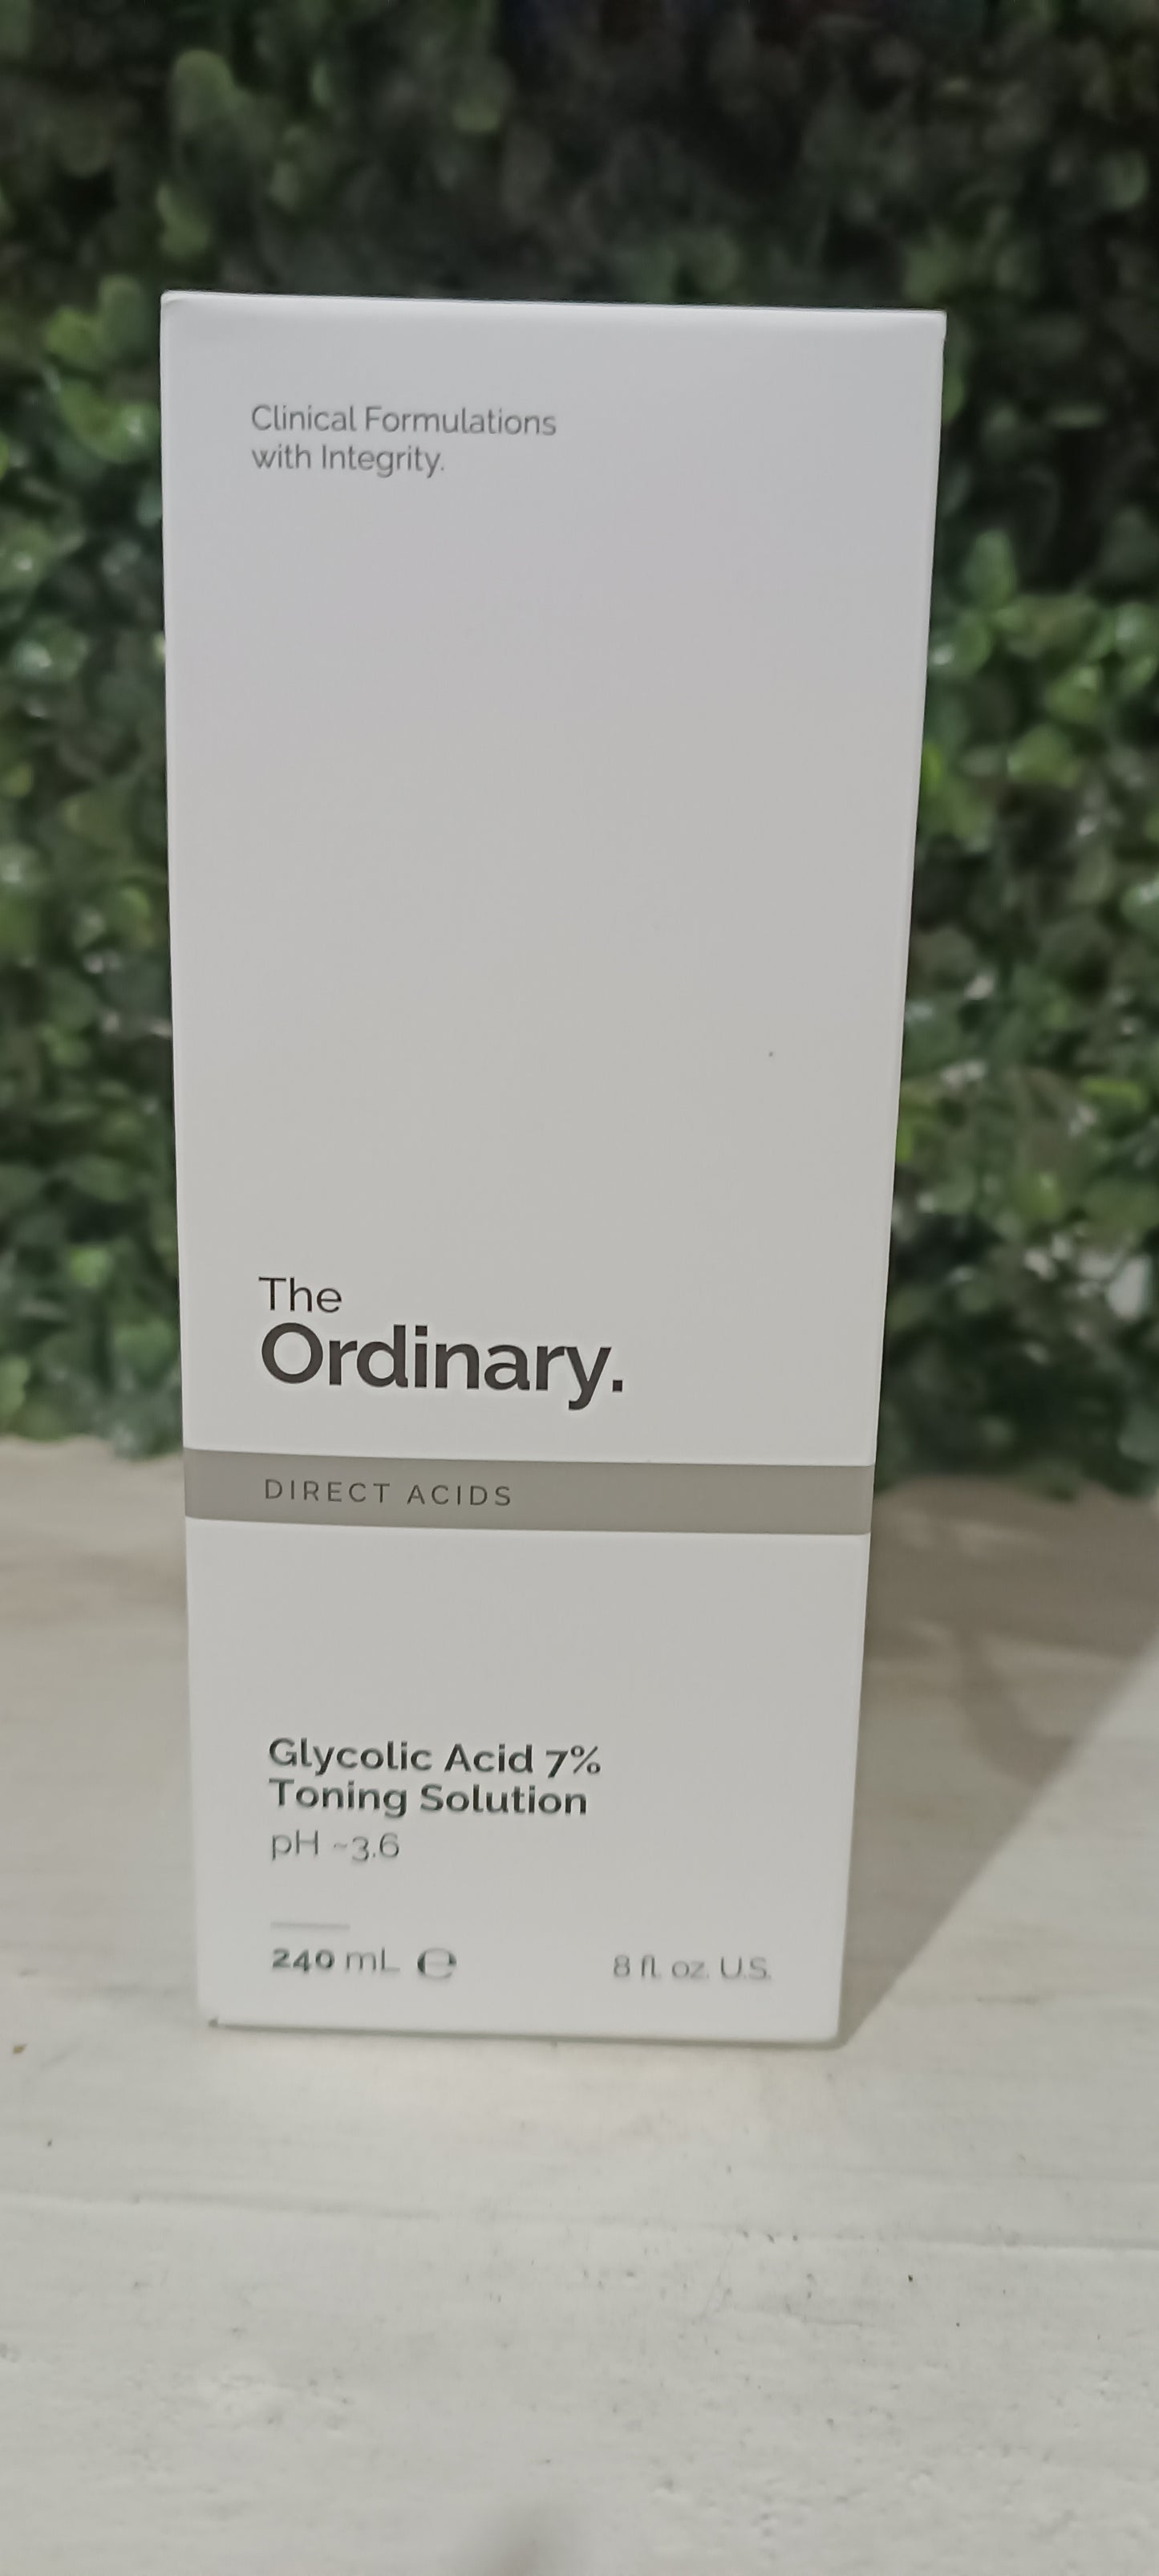 Clinical Formulations
with Integrity.
The
Ordinary.
DIRECT ACIDS
Glycolic Acid 7%
Toning Solution
pH ~3.6
240 mL ℮
8 fl. oz. U.S.